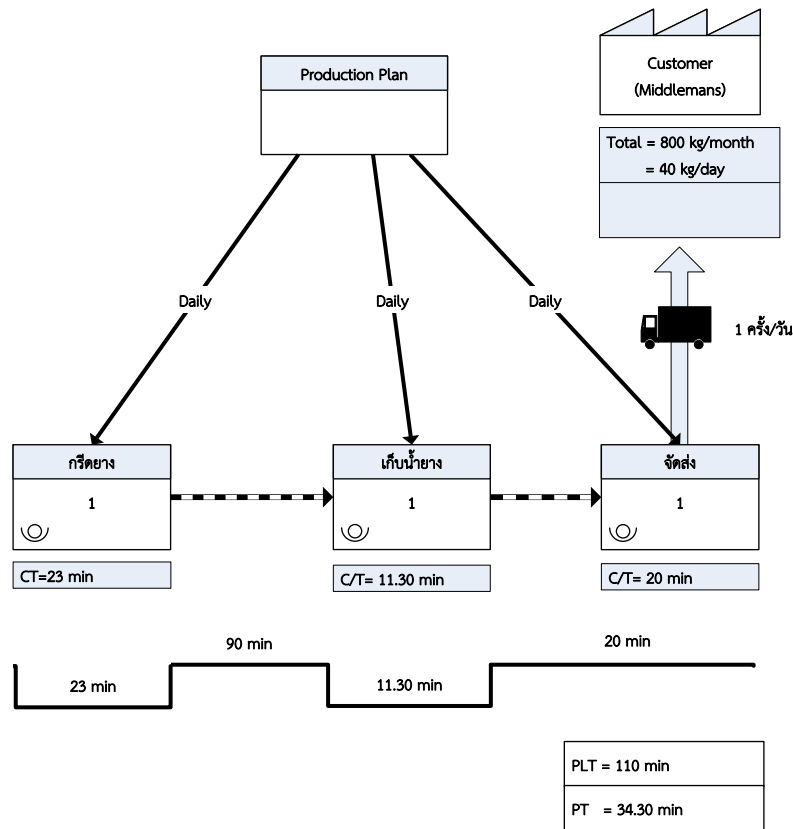 Production Plan
Customer
(Middlemans)
Total = 800 kg/month
= 40 kg/day
Daily
Daily
Daily
1 ครั้ง/วัน
กรีดยาง
เก็บน้ำยาง
จัดส่ง
1
1
1
CT=23 min
C/T= 11.30 min
C/T= 20 min
90 min
20 min
23 min
11.30 min
PLT = 110 min
PT = 34.30 min